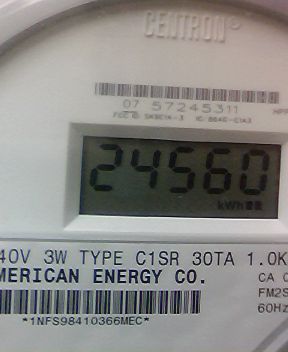 CENTRON®
07 57245311
24560
kWh
40V 3W TYPE C1SR 30TA 1.0K
MERICAN ENERGY CO.
CA
FM2S
60Hz
*1NFS98410366MEC*